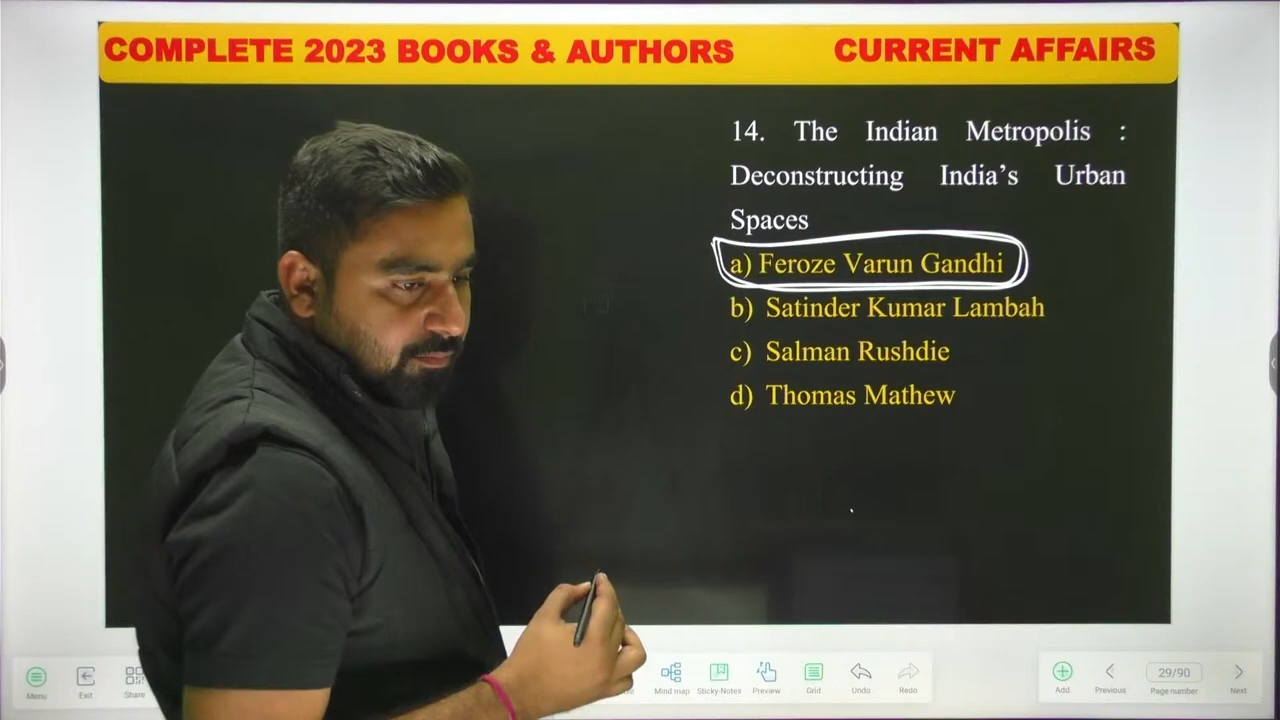 COMPLETE 2023 BOOKS & AUTHORS CURRENT AFFAIRS
14. The Indian Metropolis :
Deconstructing India's Urban
Spaces
a) Feroze Varun Gandhi
b) Satinder Kumar Lambah
c) Salman Rushdie
d) Thomas Mathew
Menu
Exit
Share
Mind map
Sticky-Notes
Preview
Grid
Undo
Redo
Add
Previous
29/90
Page number
Next